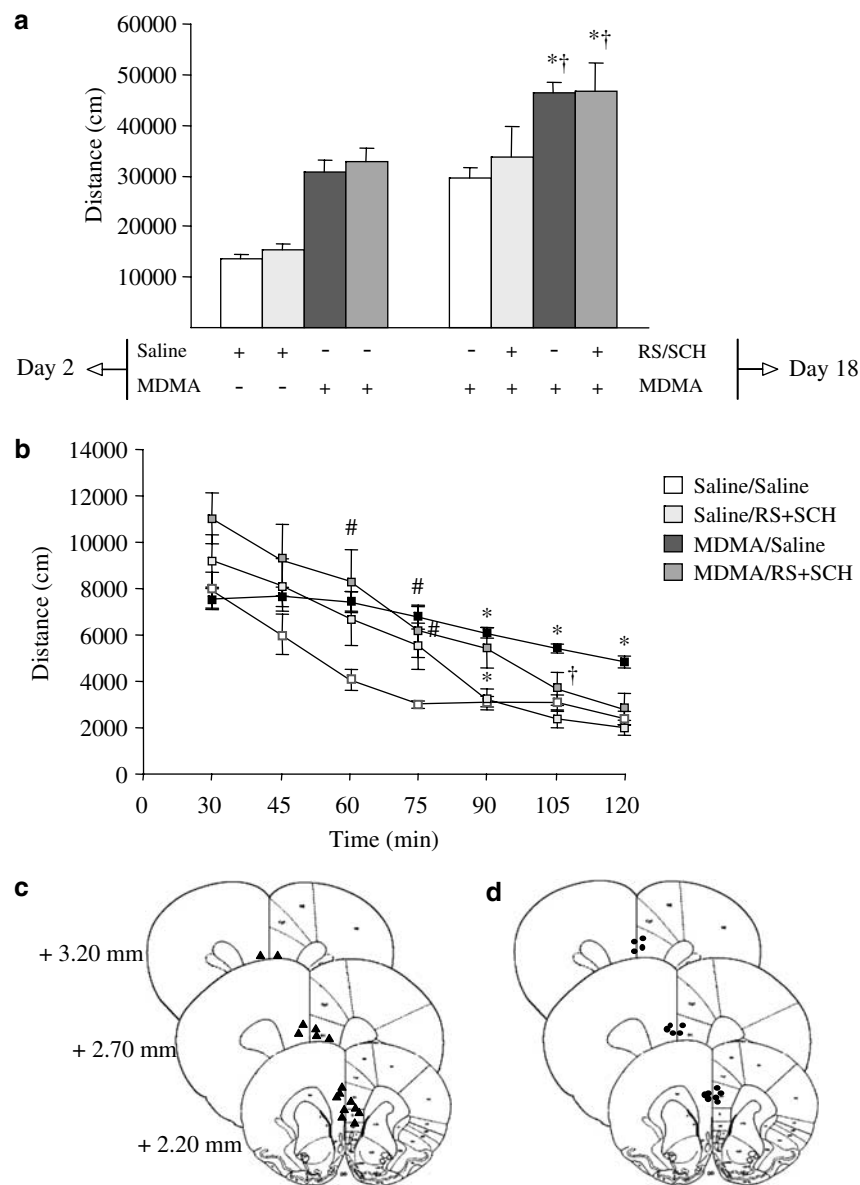 a
60000
50000
40000
30000
20000
10000
Distance (cm)
*†
*†
Saline + + - - - + - + RS/SCH
MDMA - - + + + + + + MDMA
Day 2
Day 18
b
14000
12000
10000
8000
6000
4000
2000
0
Distance (cm)
#
#
#
*
*
*
*
†
0 30 45 60 75 90 105 120
Time (min)
Saline/Saline
Saline/RS+SCH
MDMA/Saline
MDMA/RS+SCH
c
d
+ 3.20 mm
+ 2.70 mm
+ 2.20 mm